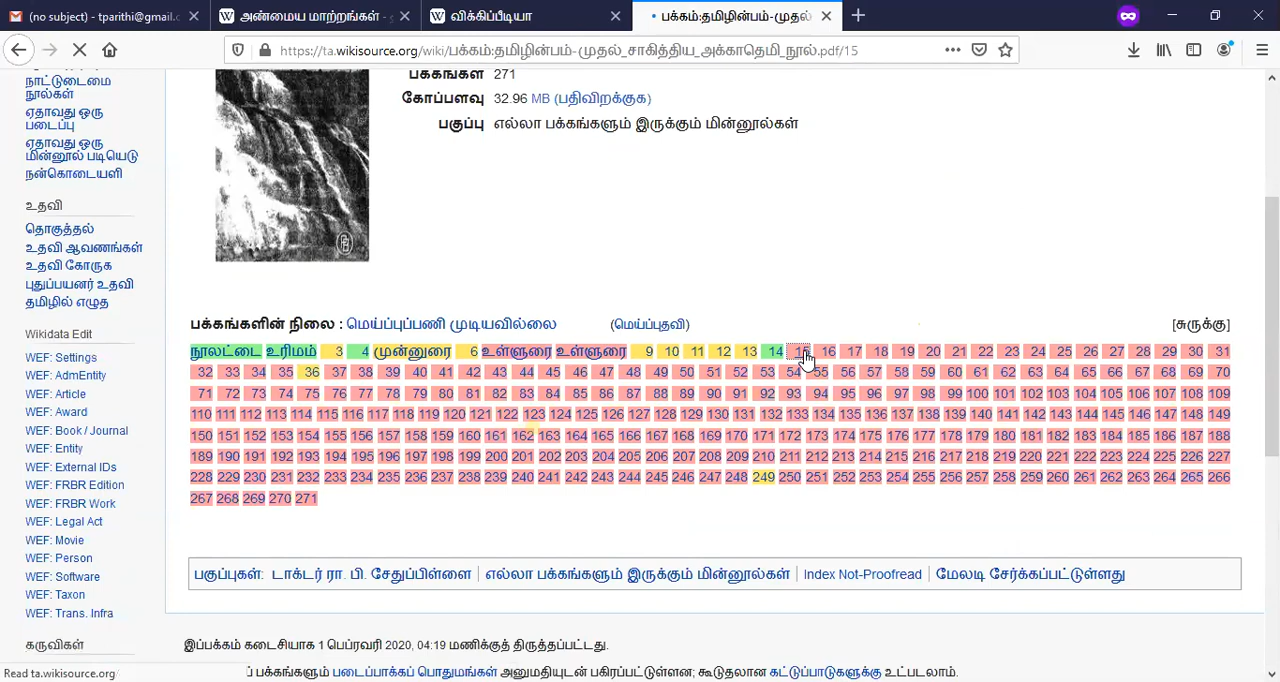 (no subject) - tparithi@gmail.c
அண்மைய மாற்றங்கள் -
விக்கிப்பீடியா
பக்கம்:தமிழின்பம்-முதல்
https://ta.wikisource.org/wiki/பக்கம்:தமிழின்பம்-முதல்_சாகித்திய_அக்காதெமி_நூல்.pdf/15
பக்கங்கள் 271
கோப்பளவு 32.96 MB (பதிவிறக்குக)
பகுப்பு எல்லா பக்கங்களும் இருக்கும் மின்னூல்கள்
நாட்டுடைமை
நூல்கள்
ஏதாவது ஒரு
படைப்பு
ஏதாவது ஒரு
மின்னூல் படியெடு
நன்கொடையளி
உதவி
தொகுத்தல்
உதவி ஆவணங்கள்
உதவி கோருக
புதுப்பயனர் உதவி
தமிழில் எழுத
Wikidata Edit
WEF: Settings
WEF: AdmEntity
WEF: Article
WEF: Award
WEF: Book / Journal
WEF: Entity
WEF: External IDs
WEF: FRBR Edition
WEF: FRBR Work
WEF: Legal Act
WEF: Movie
WEF: Person
WEF: Software
WEF: Taxon
WEF: Trans. Infra
கருவிகள்
பக்கங்களின் நிலை : மெய்ப்புப்பணி முடியவில்லை (மெய்ப்புதவி) [சுருக்கு]
நூலட்டை உரிமம் 3 4 முன்னுரை 6 உள்ளுரை உள்ளுரை 9 10 11 12 13 14 15 16 17 18 19 20 21 22 23 24 25 26 27 28 29 30 31
32 33 34 35 36 37 38 39 40 41 42 43 44 45 46 47 48 49 50 51 52 53 54 55 56 57 58 59 60 61 62 63 64 65 66 67 68 69 70
71 72 73 74 75 76 77 78 79 80 81 82 83 84 85 86 87 88 89 90 91 92 93 94 95 96 97 98 99 100 101 102 103 104 105 106 107 108 109
110 111 112 113 114 115 116 117 118 119 120 121 122 123 124 125 126 127 128 129 130 131 132 133 134 135 136 137 138 139 140 141 142 143 144 145 146 147 148 149
150 151 152 153 154 155 156 157 158 159 160 161 162 163 164 165 166 167 168 169 170 171 172 173 174 175 176 177 178 179 180 181 182 183 184 185 186 187 188
189 190 191 192 193 194 195 196 197 198 199 200 201 202 203 204 205 206 207 208 209 210 211 212 213 214 215 216 217 218 219 220 221 222 223 224 225 226 227
228 229 230 231 232 233 234 235 236 237 238 239 240 241 242 243 244 245 246 247 248 249 250 251 252 253 254 255 256 257 258 259 260 261 262 263 264 265 266
267 268 269 270 271
பகுப்புகள்: டாக்டர் ரா. பி. சேதுப்பிள்ளை எல்லா பக்கங்களும் இருக்கும் மின்னூல்கள் Index Not-Proofread மேலடி சேர்க்கப்பட்டுள்ளது
இப்பக்கம் கடைசியாக 1 பெப்ரவரி 2020, 04:19 மணிக்குத் திருத்தப்பட்டது.
பக்கங்களும் படைப்பாக்கப் பொதுமங்கள் அனுமதியுடன் பகிரப்பட்டுள்ளன; கூடுதலான கட்டுப்பாடுகளுக்கு உட்படலாம்.
Read ta.wikisource.org